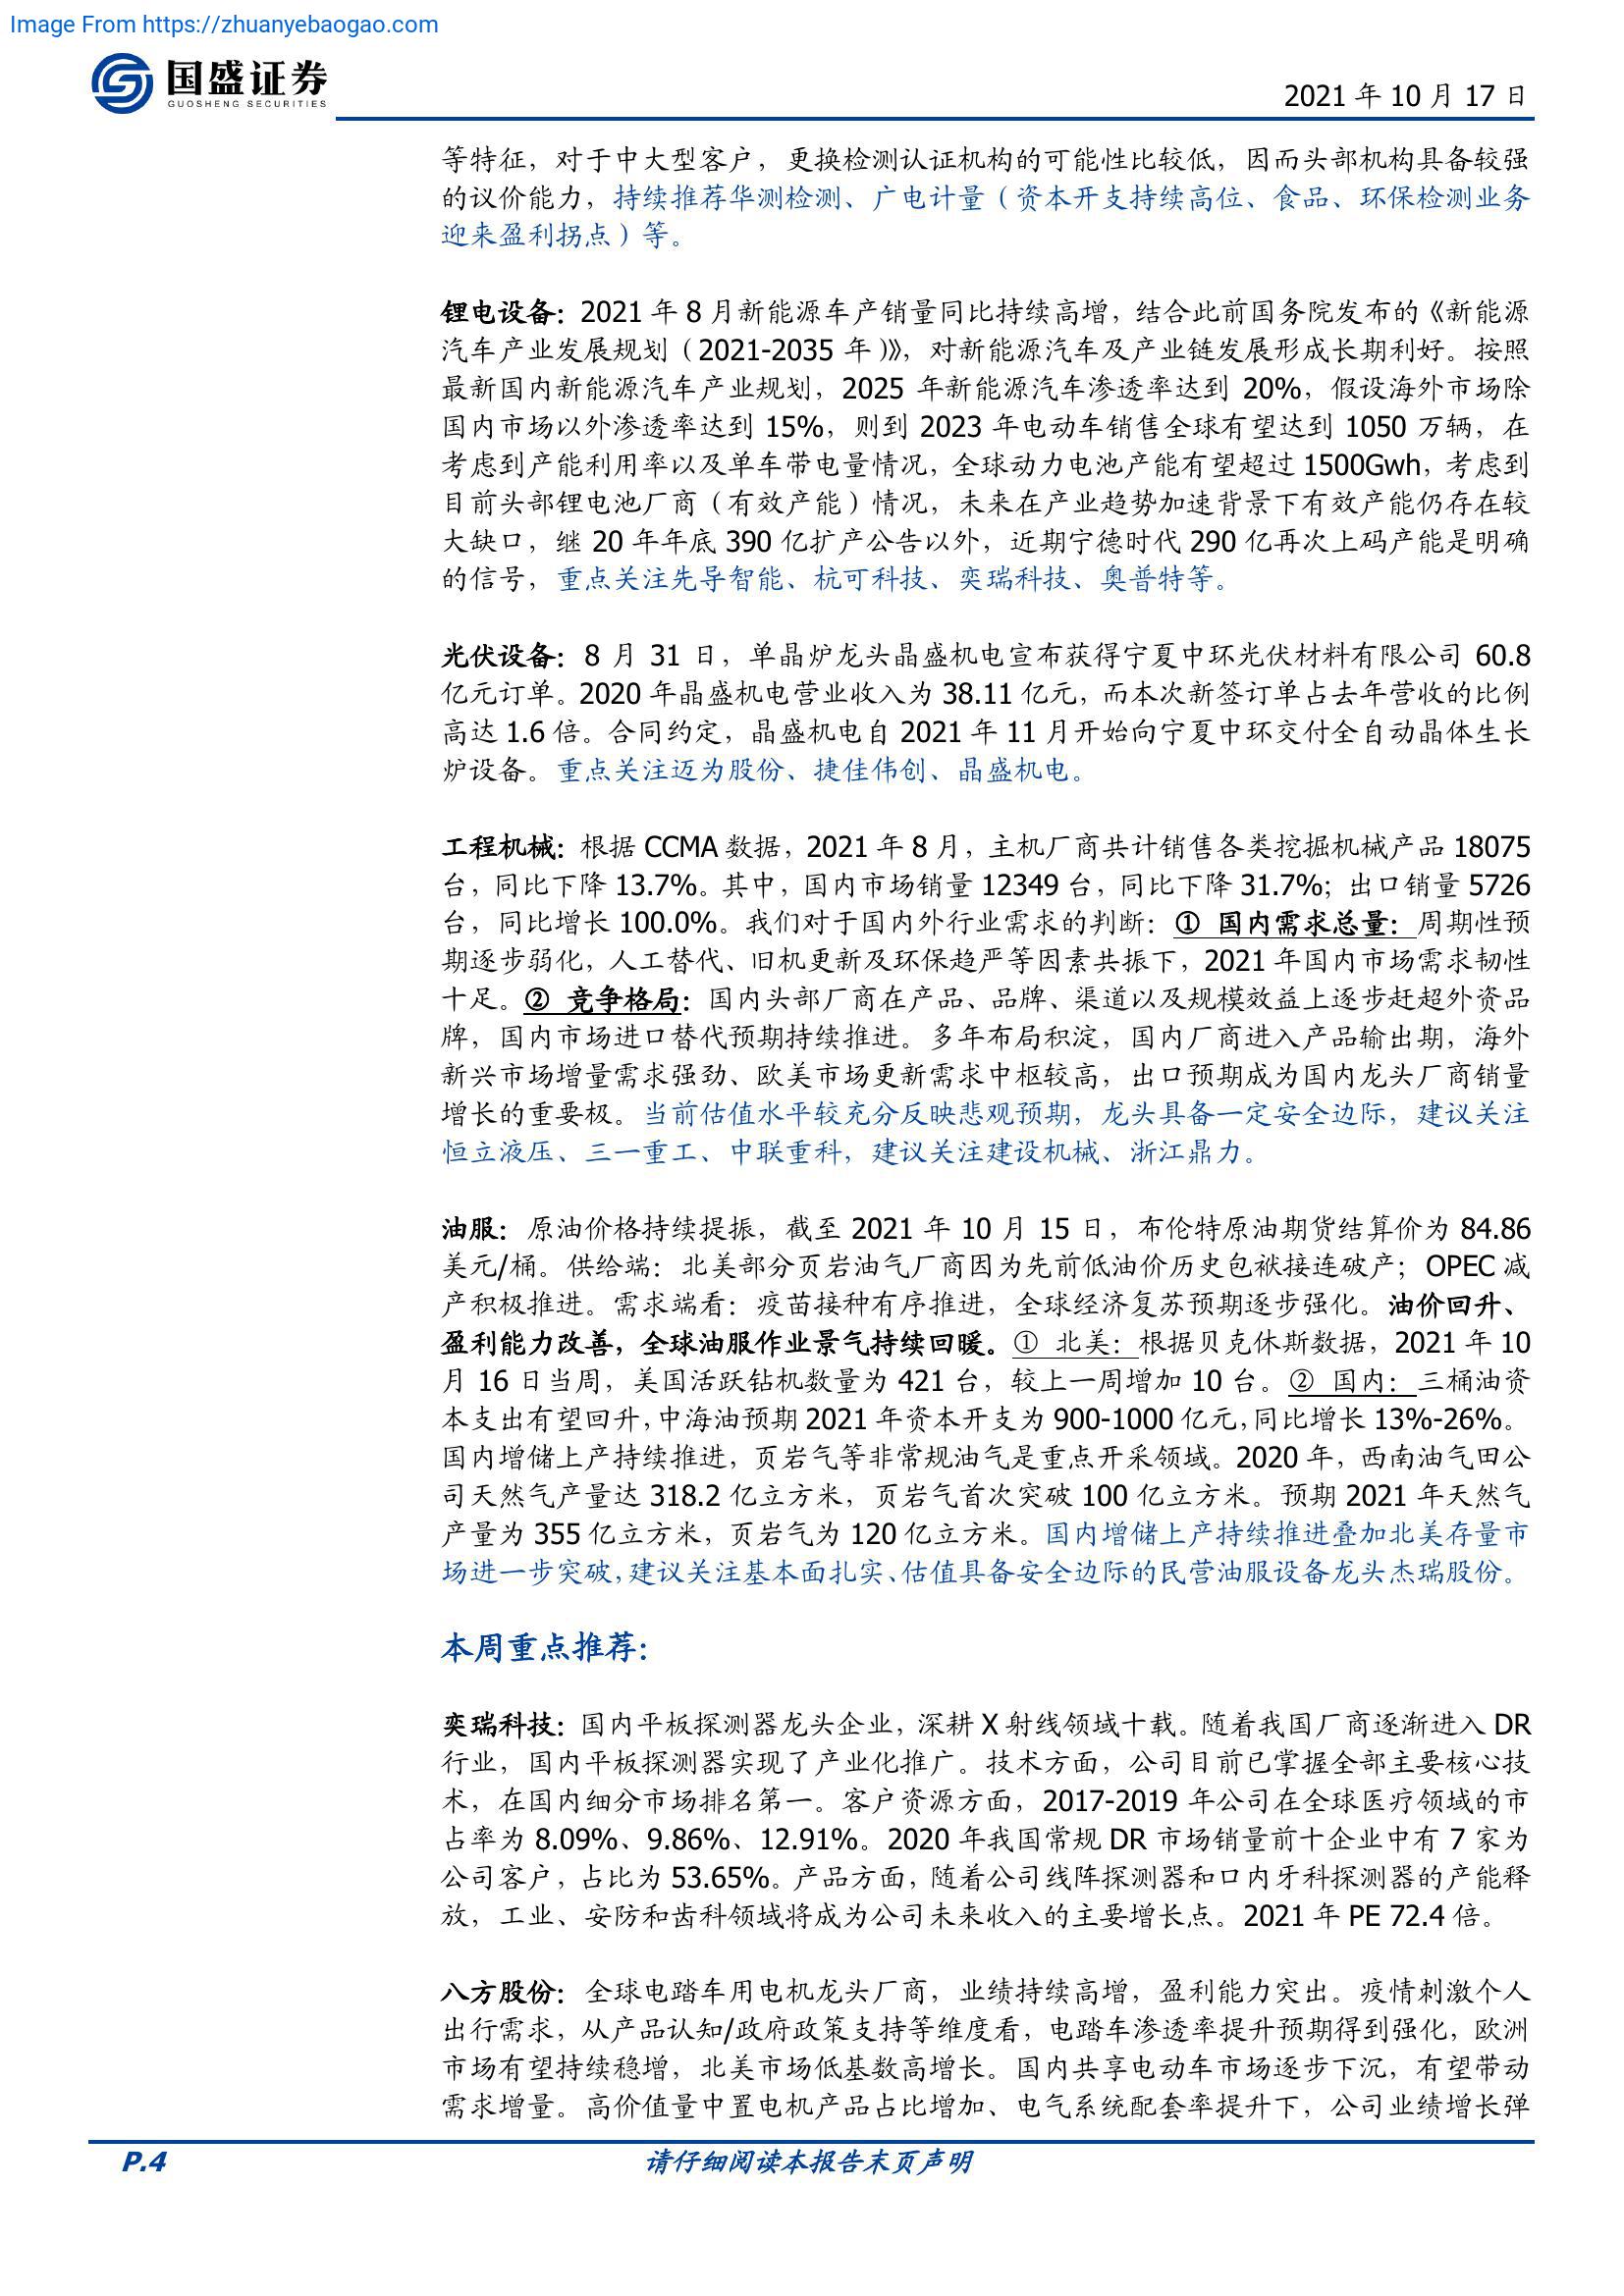 Image From https://zhuanyebaogao.com
国盛证券
GUOSHENG SECURITIES
2021 年 10 月 17 日
等特征，对于中大型客户，更换检测认证机构的可能性比较低，因而头部机构具备较强
的议价能力，持续推荐华测检测、广电计量（资本开支持续高位、食品、环保检测业务
迎来盈利拐点）等。
锂电设备：2021 年 8 月新能源车产销量同比持续高增，结合此前国务院发布的《新能源
汽车产业发展规划（2021-2035 年）》，对新能源汽车及产业链发展形成长期利好。按照
最新国内新能源汽车产业规划，2025 年新能源汽车渗透率达到 20%，假设海外市场除
国内市场以外渗透率达到 15%，则到 2023 年电动车销售全球有望达到 1050 万辆，在
考虑到产能利用率以及单车带电量情况，全球动力电池产能有望超过 1500Gwh，考虑到
目前头部锂电池厂商（有效产能）情况，未来在产业趋势加速背景下有效产能仍存在较
大缺口，继 20 年年底 390 亿扩产公告以外，近期宁德时代 290 亿再次上码产能是明确
的信号，重点关注先导智能、杭可科技、奕瑞科技、奥普特等。
光伏设备：8 月 31 日，单晶炉龙头晶盛机电宣布获得宁夏中环光伏材料有限公司 60.8
亿元订单。2020 年晶盛机电营业收入为 38.11 亿元，而本次新签订单占去年营收的比例
高达 1.6 倍。合同约定，晶盛机电自 2021 年 11 月开始向宁夏中环交付全自动晶体生长
炉设备。重点关注迈为股份、捷佳伟创、晶盛机电。
工程机械：根据 CCMA 数据，2021 年 8 月，主机厂商共计销售各类挖掘机械产品 18075
台，同比下降 13.7%。其中，国内市场销量 12349 台，同比下降 31.7%；出口销量 5726
台，同比增长 100.0%。我们对于国内外行业需求的判断：① 国内需求总量：周期性预
期逐步弱化，人工替代、旧机更新及环保趋严等因素共振下，2021 年国内市场需求韧性
十足。② 竞争格局：国内头部厂商在产品、品牌、渠道以及规模效益上逐步赶超外资品
牌，国内市场进口替代预期持续推进。多年布局积淀，国内厂商进入产品输出期，海外
新兴市场增量需求强劲、欧美市场更新需求中枢较高，出口预期成为国内龙头厂商销量
增长的重要极。当前估值水平较充分反映悲观预期，龙头具备一定安全边际，建议关注
恒立液压、三一重工、中联重科，建议关注建设机械、浙江鼎力。
油服：原油价格持续提振，截至 2021 年 10 月 15 日，布伦特原油期货结算价为 84.86
美元/桶。供给端：北美部分页岩油气厂商因为先前低油价历史包袱接连破产；OPEC 减
产积极推进。需求端看：疫苗接种有序推进，全球经济复苏预期逐步强化。油价回升、
盈利能力改善，全球油服作业景气持续回暖。① 北美：根据贝克休斯数据，2021 年 10
月 16 日当周，美国活跃钻机数量为 421 台，较上一周增加 10 台。② 国内：三桶油资
本支出有望回升，中海油预期 2021 年资本开支为 900-1000 亿元，同比增长 13%-26%。
国内增储上产持续推进，页岩气等非常规油气是重点开采领域。2020 年，西南油气田公
司天然气产量达 318.2 亿立方米，页岩气首次突破 100 亿立方米。预期 2021 年天然气
产量为 355 亿立方米，页岩气为 120 亿立方米。国内增储上产持续推进叠加北美存量市
场进一步突破，建议关注基本面扎实、估值具备安全边际的民营油服设备龙头杰瑞股份。
本周重点推荐：
奕瑞科技：国内平板探测器龙头企业，深耕 X 射线领域十载。随着我国厂商逐渐进入 DR
行业，国内平板探测器实现了产业化推广。技术方面，公司目前已掌握全部主要核心技
术，在国内细分市场排名第一。客户资源方面，2017-2019 年公司在全球医疗领域的市
占率为 8.09%、9.86%、12.91%。2020 年我国常规 DR 市场销量前十企业中有 7 家为
公司客户，占比为 53.65%。产品方面，随着公司线阵探测器和口内牙科探测器的产能释
放，工业、安防和齿科领域将成为公司未来收入的主要增长点。2021 年 PE 72.4 倍。
八方股份：全球电踏车用电机龙头厂商，业绩持续高增，盈利能力突出。疫情刺激个人
出行需求，从产品认知/政府政策支持等维度看，电踏车渗透率提升预期得到强化，欧洲
市场有望持续稳增，北美市场低基数高增长。国内共享电动车市场逐步下沉，有望带动
需求增量。高价值量中置电机产品占比增加、电气系统配套率提升下，公司业绩增长弹
P.4
请仔细阅读本报告末页声明